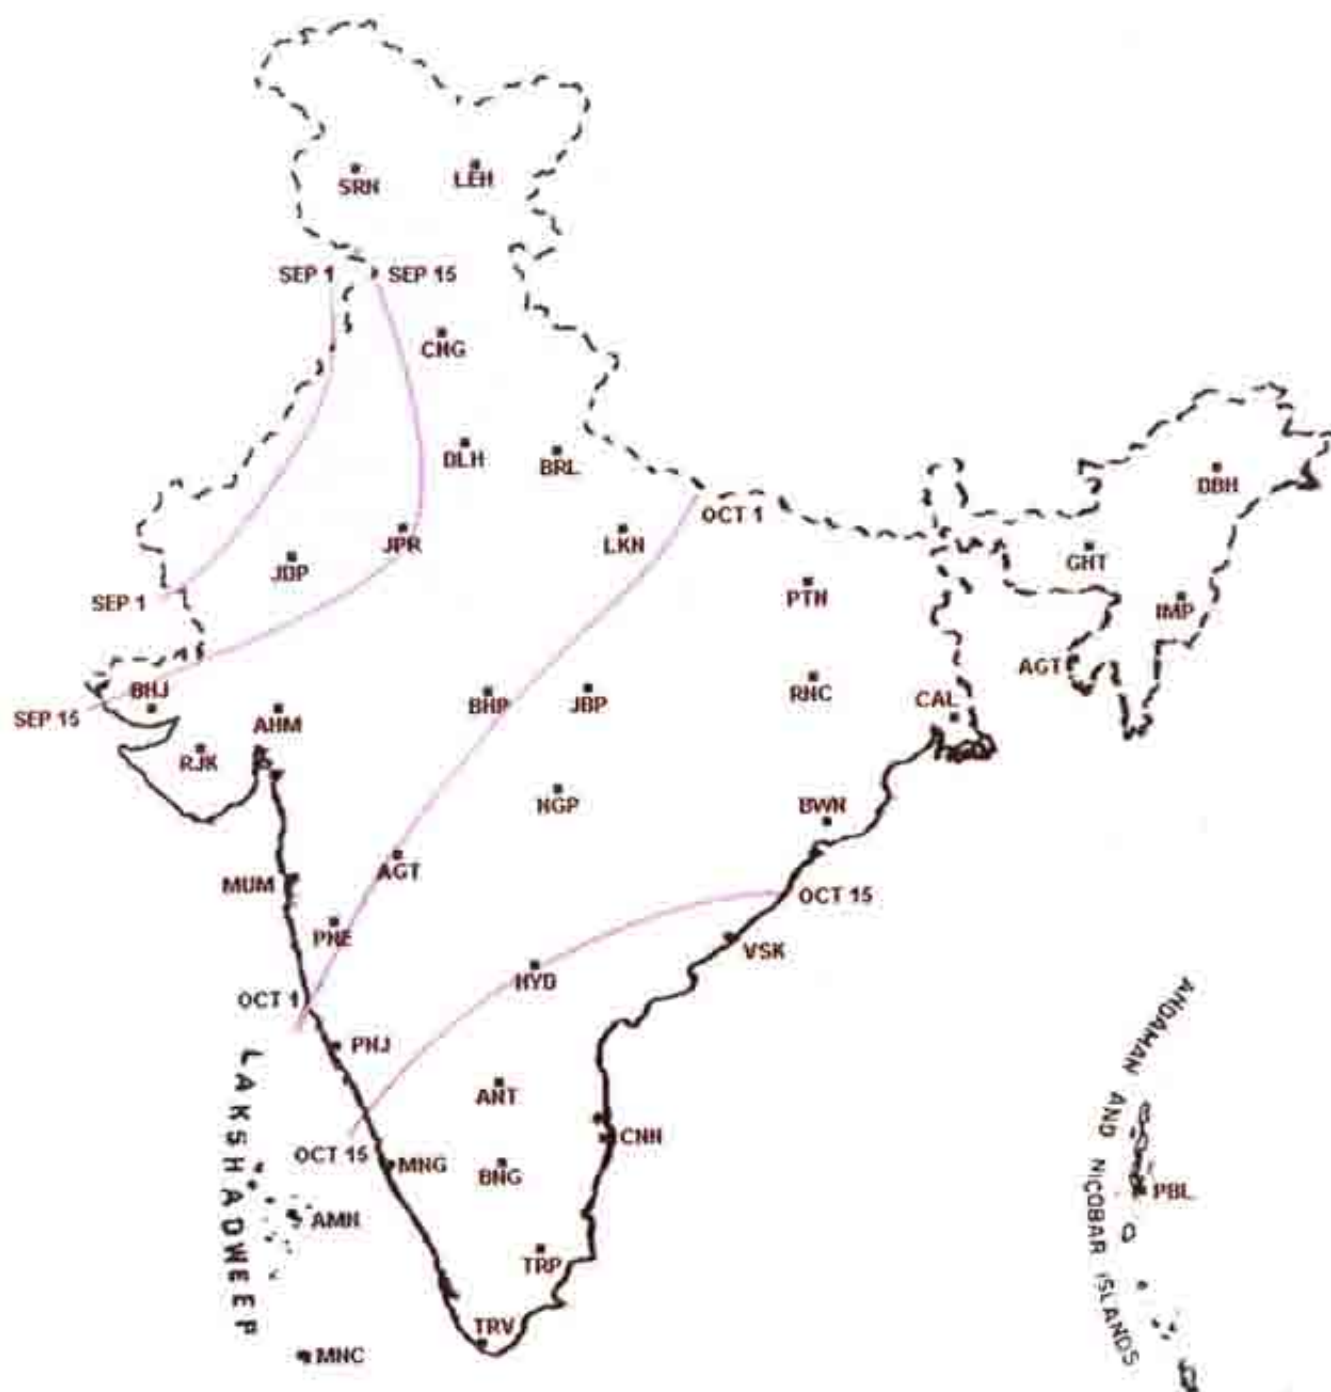 SRN
LEH
SEP 1
SEP 15
CNG
DLH
BRL
DBH
OCT 1
JPR
LKN
JDP
GHT
SEP 1
PTN
IMP
AGT
BHJ
SEP 15
AHM
BHP
JBP
RNC
CAL
RJK
NGP
BWN
AGT
MUM
OCT 15
PNE
VSK
HYD
OCT 1
PNJ
ANT
CNN
OCT 15
MNG
BNG
AMN
PBL
TRP
TRV
MNC
LAKSHADWEEP
ANDAMAN AND NICOBAR ISLANDS